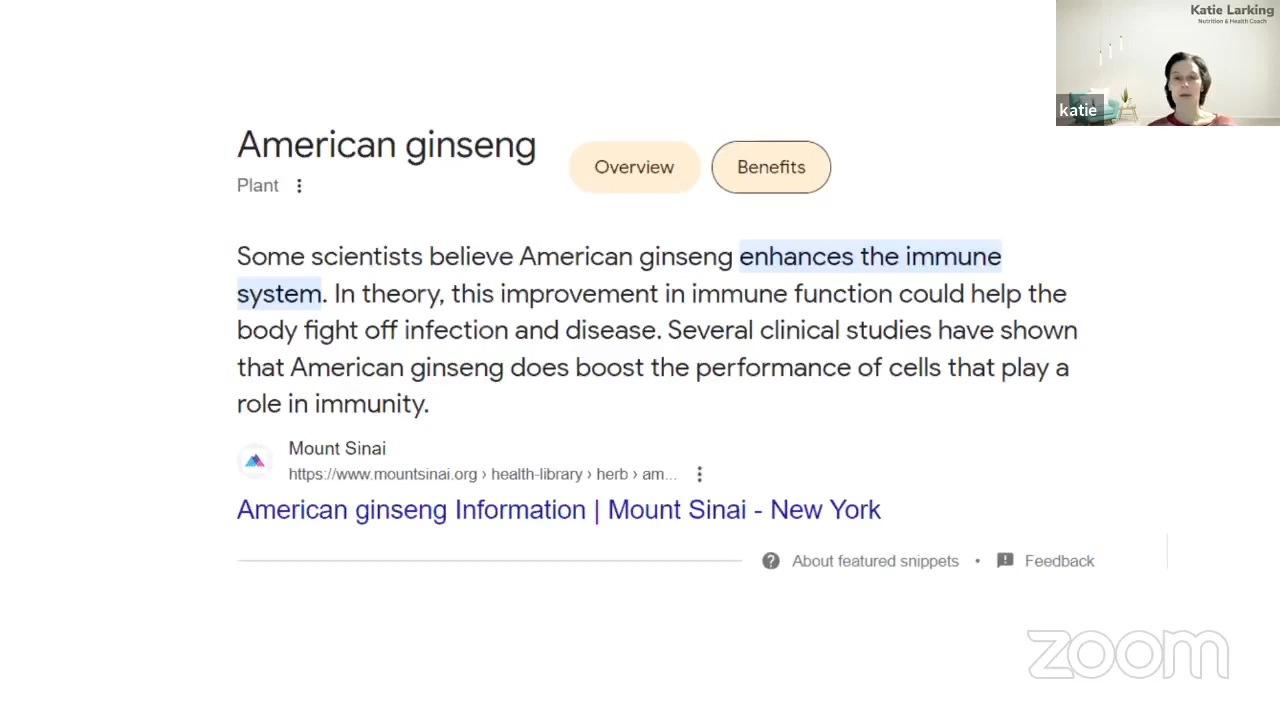 Katie Larking
Nutrition & Health Coach
katie
American ginseng
Plant
Overview
Benefits
Some scientists believe American ginseng enhances the immune
system. In theory, this improvement in immune function could help the
body fight off infection and disease. Several clinical studies have shown
that American ginseng does boost the performance of cells that play a
role in immunity.
Mount Sinai
https://www.mountsinai.org › health-library › herb › am...
American ginseng Information | Mount Sinai - New York
About featured snippets • Feedback
zoom